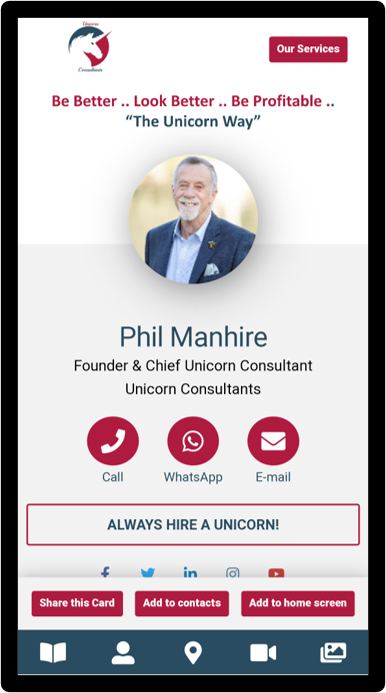 Unicorn
Consultants
Our Services
Be Better .. Look Better .. Be Profitable ..
“The Unicorn Way”
Phil Manhire
Founder & Chief Unicorn Consultant
Unicorn Consultants
Call
WhatsApp
E-mail
ALWAYS HIRE A UNICORN!
Share this Card
Add to contacts
Add to home screen